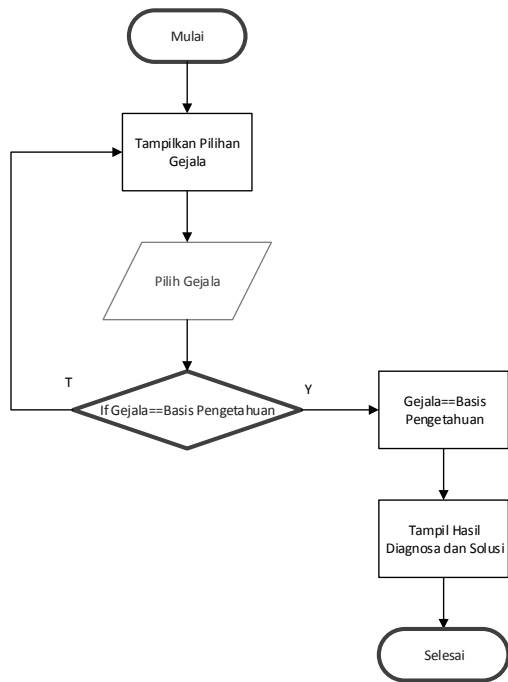 Mulai
Tampilkan Pilihan
Gejala
Pilih Gejala
T
If Gejala==Basis Pengetahuan
Y
Gejala==Basis
Pengetahuan
Tampil Hasil
Diagnosa dan Solusi
Selesai